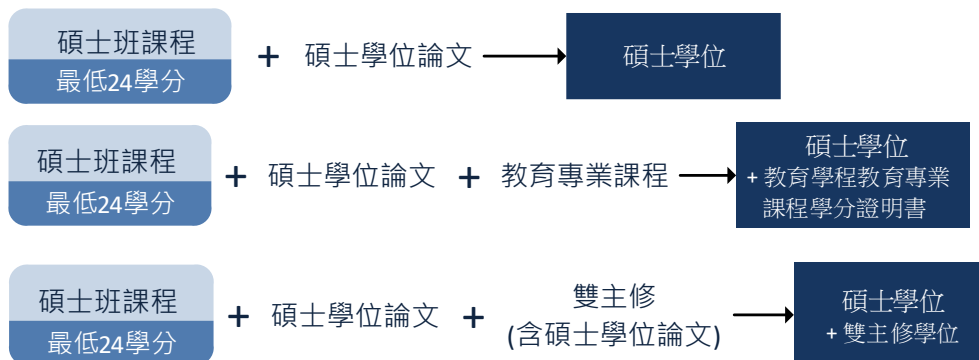 碩士班課程
最低24學分
+
碩士學位論文
碩士學位
碩士班課程
最低24學分
+
碩士學位論文
+
教育專業課程
碩士學位
+ 教育學程教育專業
課程學分證明書
碩士班課程
最低24學分
+
碩士學位論文
+
雙主修
(含碩士學位論文)
碩士學位
+ 雙主修學位